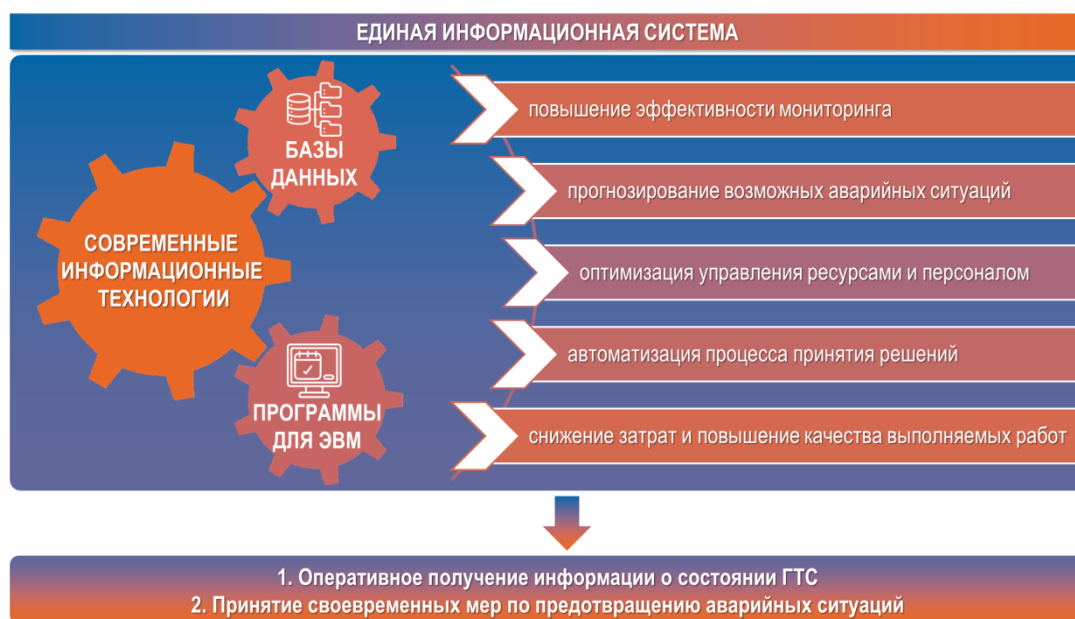 ЕДИНАЯ ИНФОРМАЦИОННАЯ СИСТЕМА
БАЗЫ
ДАННЫХ
СОВРЕМЕННЫЕ
ИНФОРМАЦИОННЫЕ
ТЕХНОЛОГИИ
ПРОГРАММЫ
ДЛЯ ЭВМ
повышение эффективности мониторинга
прогнозирование возможных аварийных ситуаций
оптимизация управления ресурсами и персоналом
автоматизация процесса принятия решений
снижение затрат и повышение качества выполняемых работ
1. Оперативное получение информации о состоянии ГТС
2. Принятие своевременных мер по предотвращению аварийных ситуаций